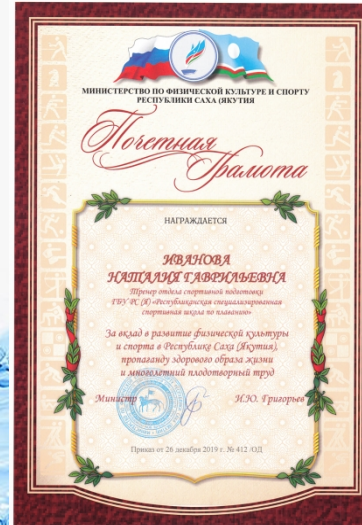 МИНИСТЕРСТВО ПО ФИЗИЧЕСКОЙ КУЛЬТУРЕ И СПОРТУ
РЕСПУБЛИКИ САХА (ЯКУТИЯ
Почетная
Грамота
НАГРАЖДАЕТСЯ
ИВАНОВА
НАТАЛИЯ ГАВРИЛЬЕВНА
Тренер отдела спортивной подготовки
ГБУ РС (Я) «Республиканская специализированная
спортивная школа по плаванию»
За вклад в развитие физической культуры
и спорта в Республике Саха (Якутия),
пропаганду здорового образа жизни
и многолетний плодотворный труд
Министр И.Ю. Григорьев
Приказ от 26 декабря 2019 г. № 412 /ОД